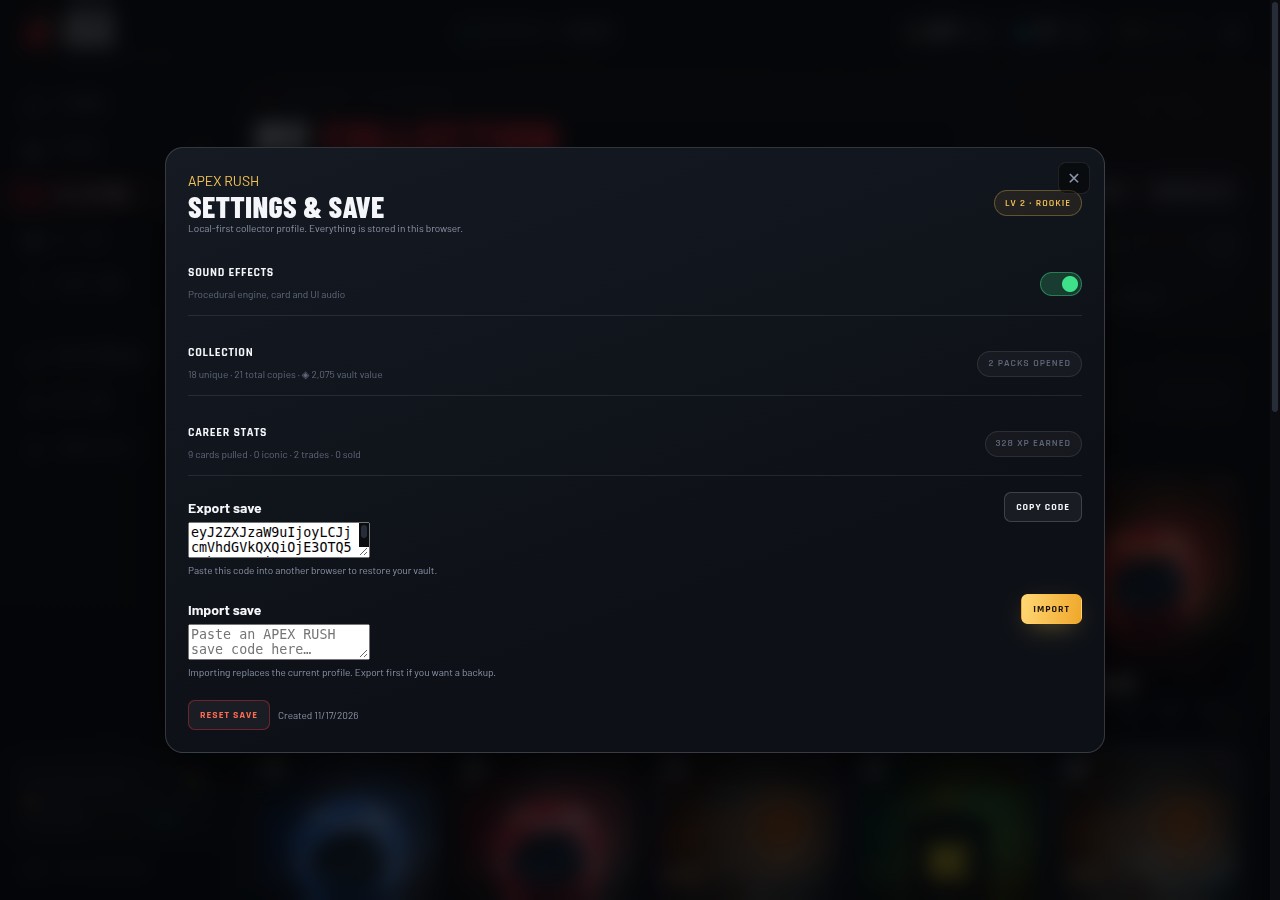 APEX RUSH
SETTINGS & SAVE
Local-first collector profile. Everything is stored in this browser.
LV 2 · ROOKIE
SOUND EFFECTS
Procedural engine, card and UI audio
COLLECTION
18 unique · 21 total copies · ◈ 2,075 vault value
2 PACKS OPENED
CAREER STATS
9 cards pulled · 0 iconic · 2 trades · 0 sold
328 XP EARNED
Export save
COPY CODE
eyJ2ZXJzaW9uIjoyLCJj
cmVhdGVkQXQiOjE3OTQ5
Paste this code into another browser to restore your vault.
Import save
IMPORT
Paste an APEX RUSH
save code here…
Importing replaces the current profile. Export first if you want a backup.
RESET SAVE
Created 11/17/2026